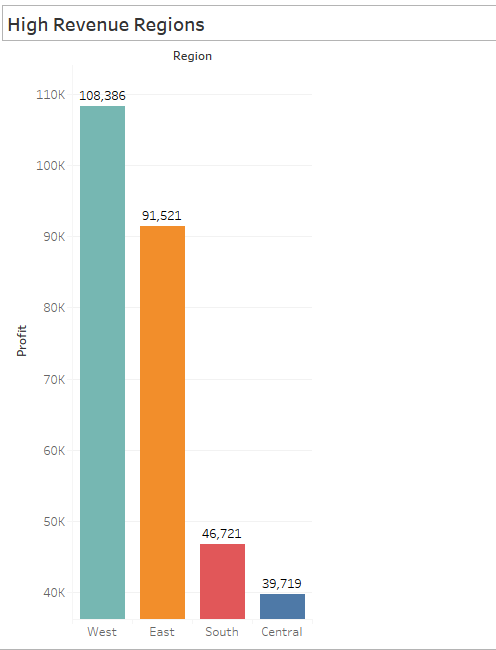 High Revenue Regions
Region
110K
108,386
100K
91,521
90K
80K
Profit
70K
60K
50K
46,721
40K
39,719
West East South Central